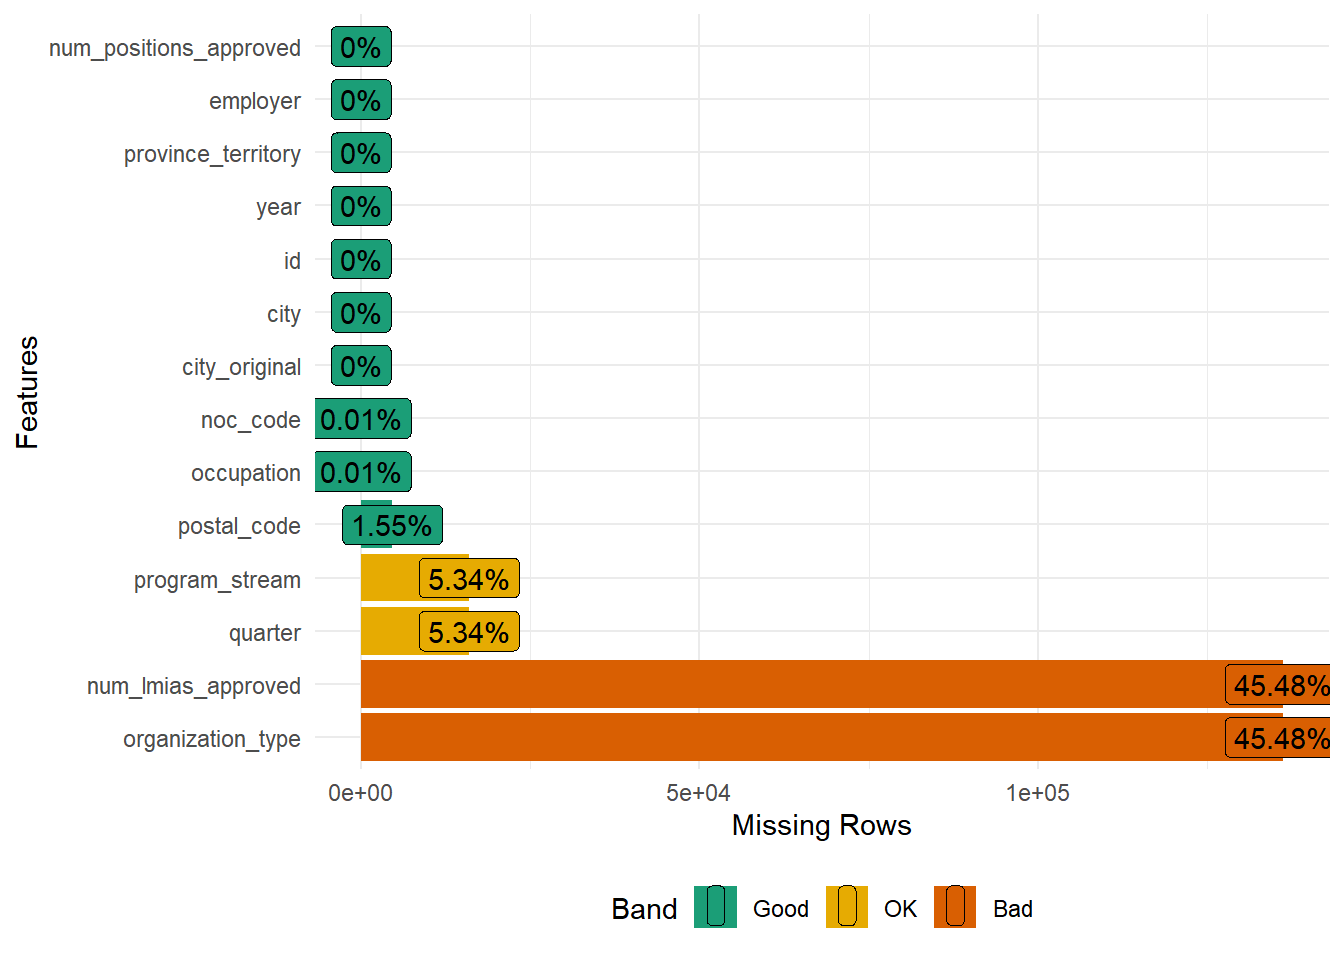 num_positions_approved 0%
employer 0%
province_territory 0%
year 0%
id 0%
city 0%
city_original 0%
noc_code 0.01%
occupation 0.01%
postal_code 1.55%
program_stream 5.34%
quarter 5.34%
num_lmias_approved 45.48%
organization_type 45.48%
Features
0e+00 5e+04 1e+05
Missing Rows
Band Good OK Bad